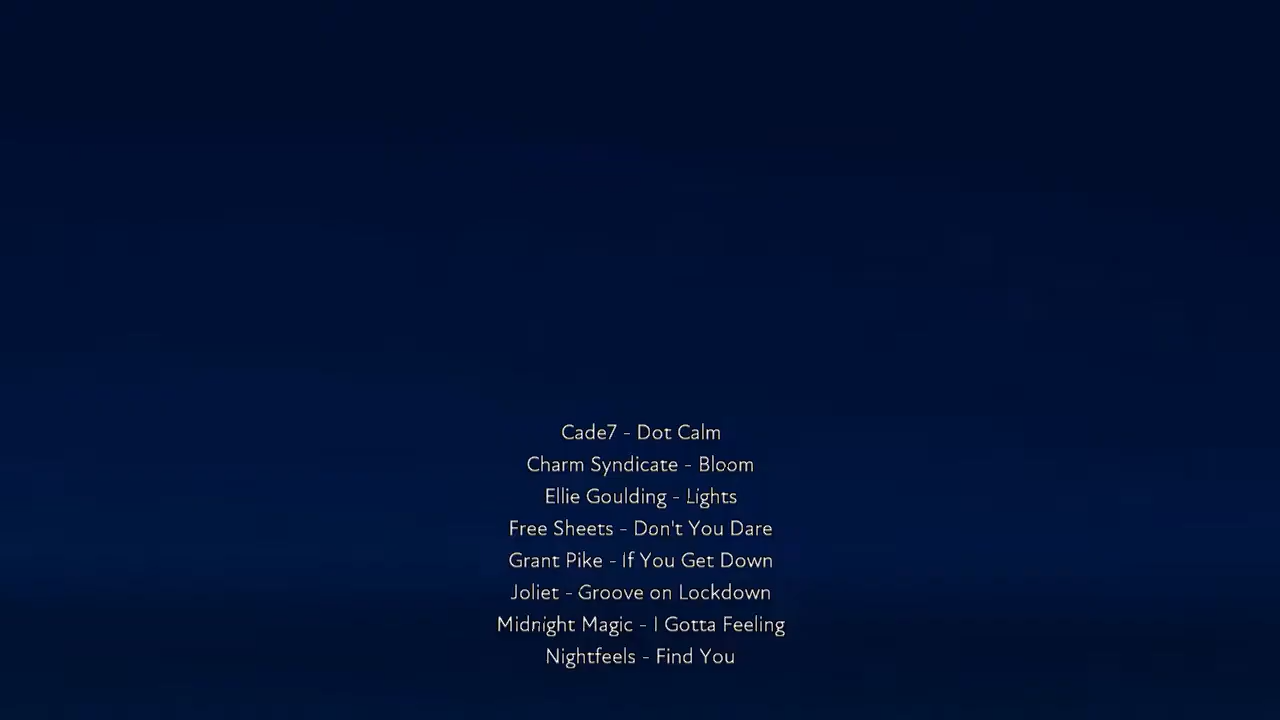 Cade7 - Dot Calm
Charm Syndicate - Bloom
Ellie Goulding - Lights
Free Sheets - Don't You Dare
Grant Pike - If You Get Down
Joliet - Groove on Lockdown
Midnight Magic - I Gotta Feeling
Nightfeels - Find You